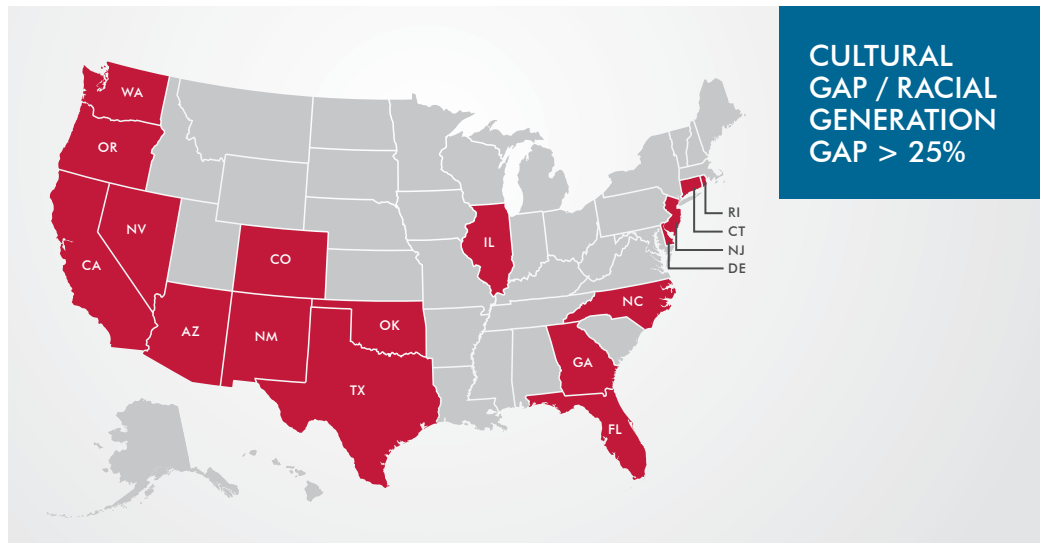 CULTURAL
GAP / RACIAL
GENERATION
GAP > 25%
WA
OR
NV
CA
CO
IL
AZ
NM
OK
TX
NC
GA
FL
RI
CT
NJ
DE